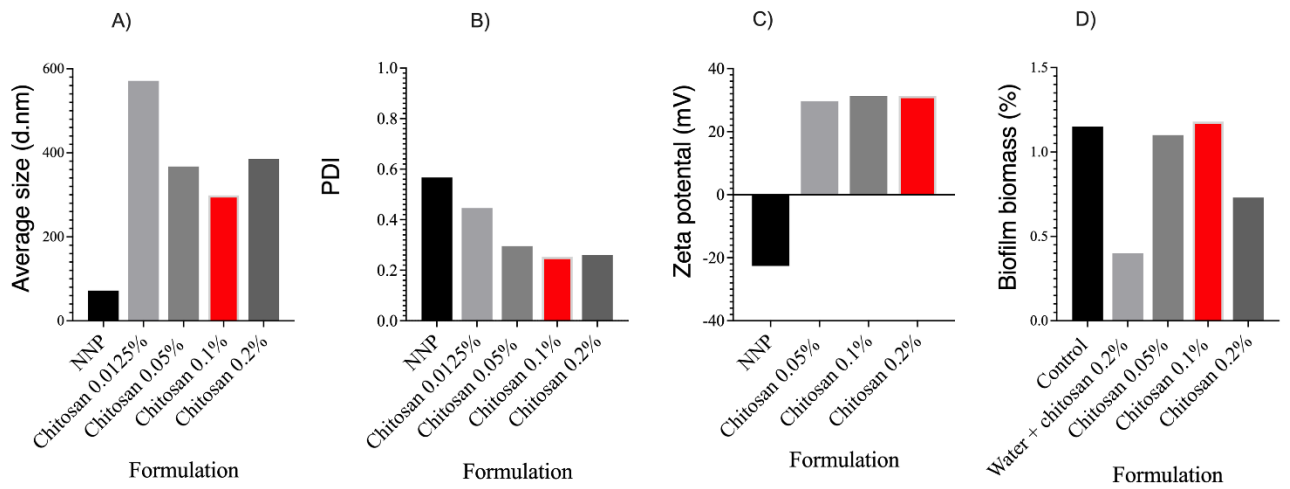 A)
Average size (d.nm)
600
400
200
0
NNP
Chitosan 0.0125%
Chitosan 0.05%
Chitosan 0.1%
Chitosan 0.2%
Formulation
B)
PDI
1.0
0.8
0.6
0.4
0.2
0.0
NNP
Chitosan 0.0125%
Chitosan 0.05%
Chitosan 0.1%
Chitosan 0.2%
Formulation
C)
Zeta potential (mV)
40
20
0
-20
-40
NNP
Chitosan 0.05%
Chitosan 0.1%
Chitosan 0.2%
Formulation
D)
Biofilm biomass (%)
1.5
1.0
0.5
0.0
Control
Water + chitosan 0.2%
Chitosan 0.05%
Chitosan 0.1%
Chitosan 0.2%
Formulation